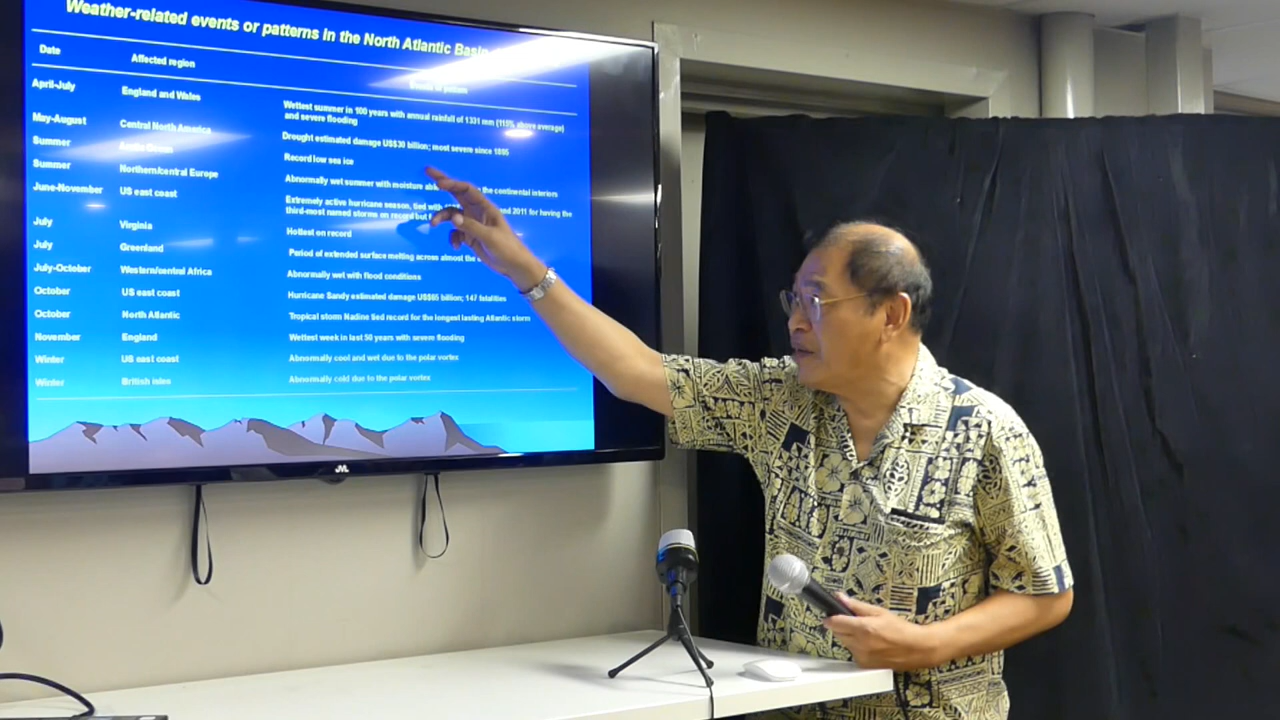 Weather-related events or patterns in the North Atlantic Basin
Date Affected region Events or pattern
April-July England and Wales Wettest summer in 100 years with annual rainfall of 1331 mm (115% above average)
and severe flooding
May-August Central North America Drought estimated damage US$30 billion; most severe since 1895
Summer Arctic Ocean Record low sea ice
Summer Northern/central Europe Abnormally wet summer with moisture the continental interiors
June-November US east coast Extremely active hurricane season, tied with and 2011 for having the
third-most named storms on record but
July Virginia Hottest on record
July Greenland Period of extended surface melting across almost the
July-October Western/central Africa Abnormally wet with flood conditions
October US east coast Hurricane Sandy estimated damage US$65 billion; 147 fatalities
October North Atlantic Tropical storm Nadine tied record for the longest lasting Atlantic storm
November England Wettest week in last 50 years with severe flooding
Winter US east coast Abnormally cool and wet due to the polar vortex
Winter British Isles Abnormally cold due to the polar vortex
JVC